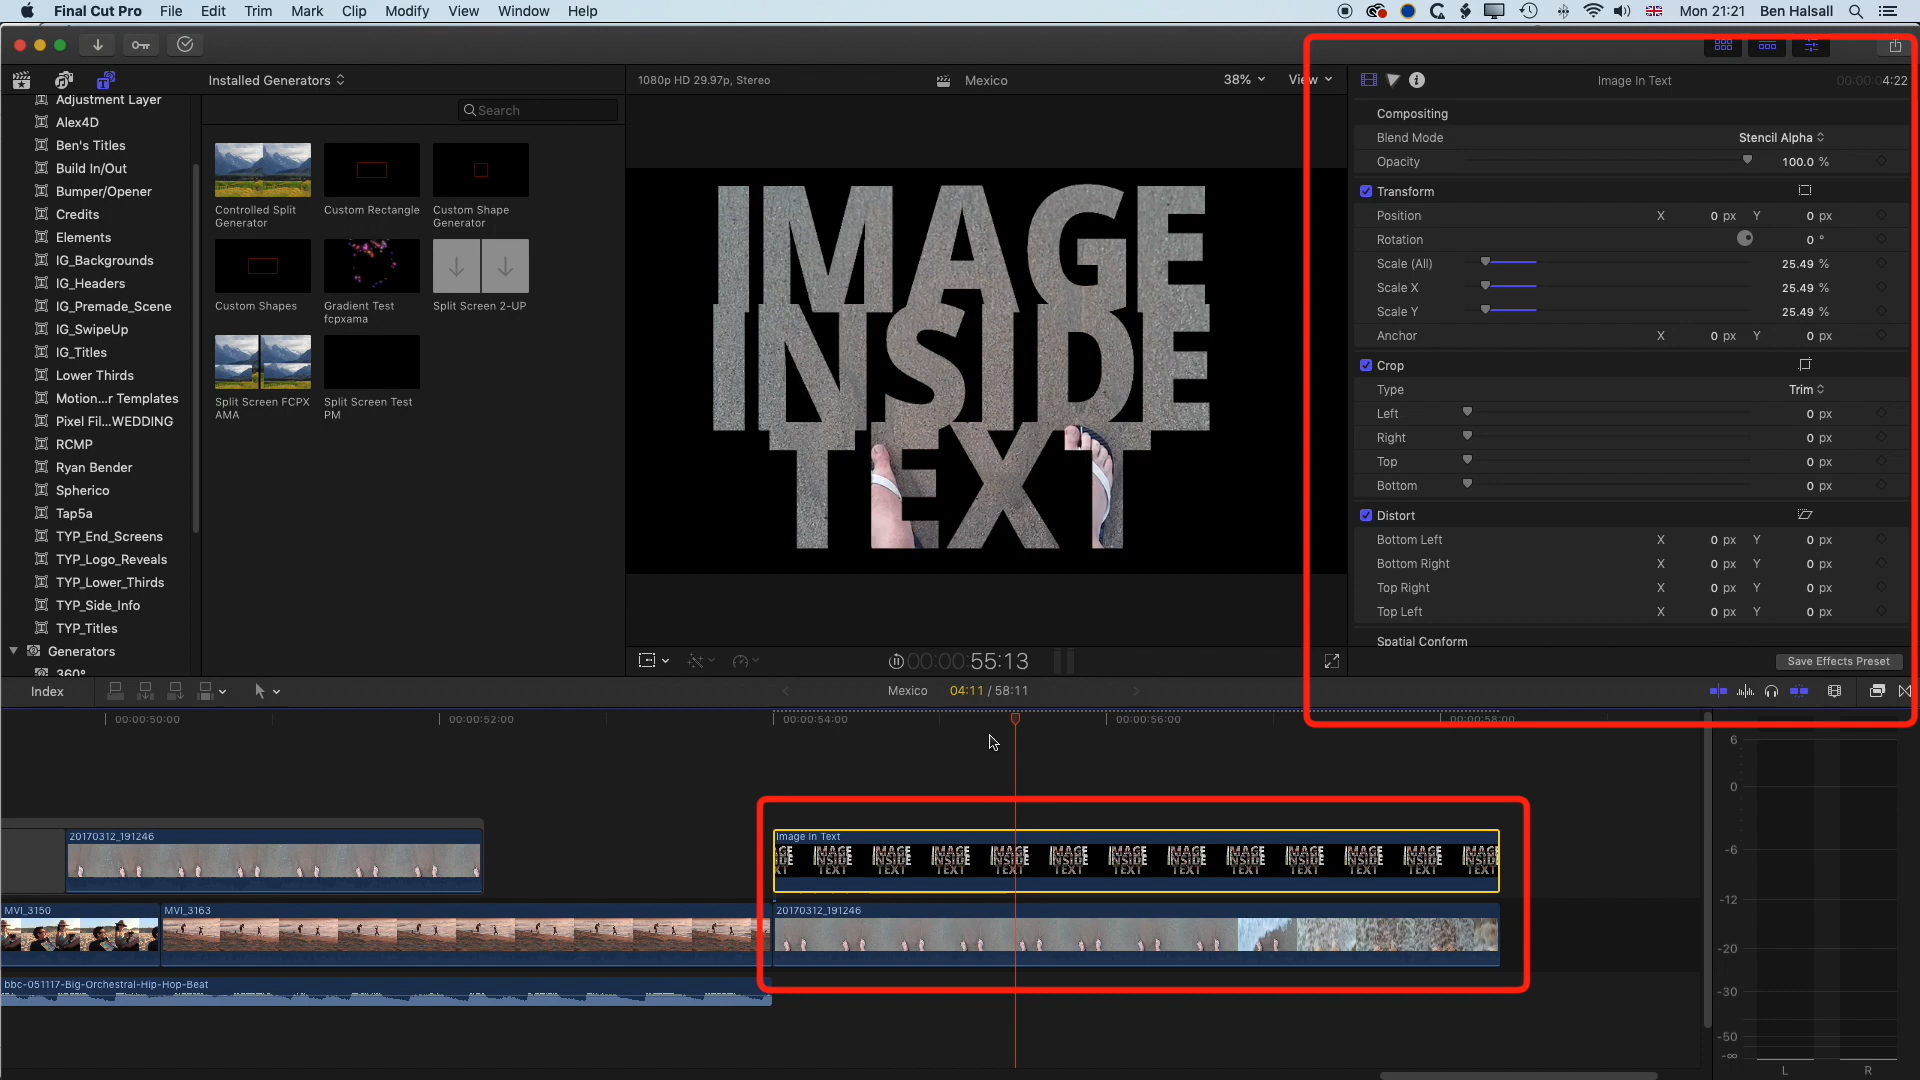 Final Cut Pro File Edit Trim Mark Clip Modify View Window Help Mon 21:21 Ben Halsall
Installed Generators
1080p HD 29.97p, Stereo
Mexico
38%
View
Search
Adjustment Layer
Alex4D
Ben's Titles
Build In/Out
Bumper/Opener
Credits
Elements
IG_Backgrounds
IG_Headers
IG_Premade_Scene
IG_SwipeUp
IG_Titles
Lower Thirds
Motion...r Templates
Pixel Fil...WEDDING
RCMP
Ryan Bender
Spherico
Tap5a
TYP_End_Screens
TYP_Logo_Reveals
TYP_Lower_Thirds
TYP_Side_Info
TYP_Titles
Generators
360°
Controlled Split
Generator
Custom Rectangle
Custom Shape
Generator
Custom Shapes
Gradient Test
fcpxama
Split Screen 2-UP
Split Screen FCPX
AMA
Split Screen Test
PM
IMAGE
INSIDE
TEXT
00:00:55:13
Image In Text
00:00:04:22
Compositing
Blend Mode Stencil Alpha
Opacity 100.0 %
Transform
Position X 0 px Y 0 px
Rotation 0 °
Scale (All) 25.49 %
Scale X 25.49 %
Scale Y 25.49 %
Anchor X 0 px Y 0 px
Crop
Type Trim
Left 0 px
Right 0 px
Top 0 px
Bottom 0 px
Distort
Bottom Left X 0 px Y 0 px
Bottom Right X 0 px Y 0 px
Top Right X 0 px Y 0 px
Top Left X 0 px Y 0 px
Spatial Conform
Save Effects Preset
Index
Mexico 04:11 / 58:11
00:00:50:00 00:00:52:00 00:00:54:00 00:00:56:00 00:00:58:00
20170312_191246
Image In Text
IMAGE
INSIDE
TEXT
MVI_3150
MVI_3163
20170312_191246
bbc-051117-Big-Orchestral-Hip-Hop-Beat
6
0
-6
-12
-20
-30
-50
-∞
L R